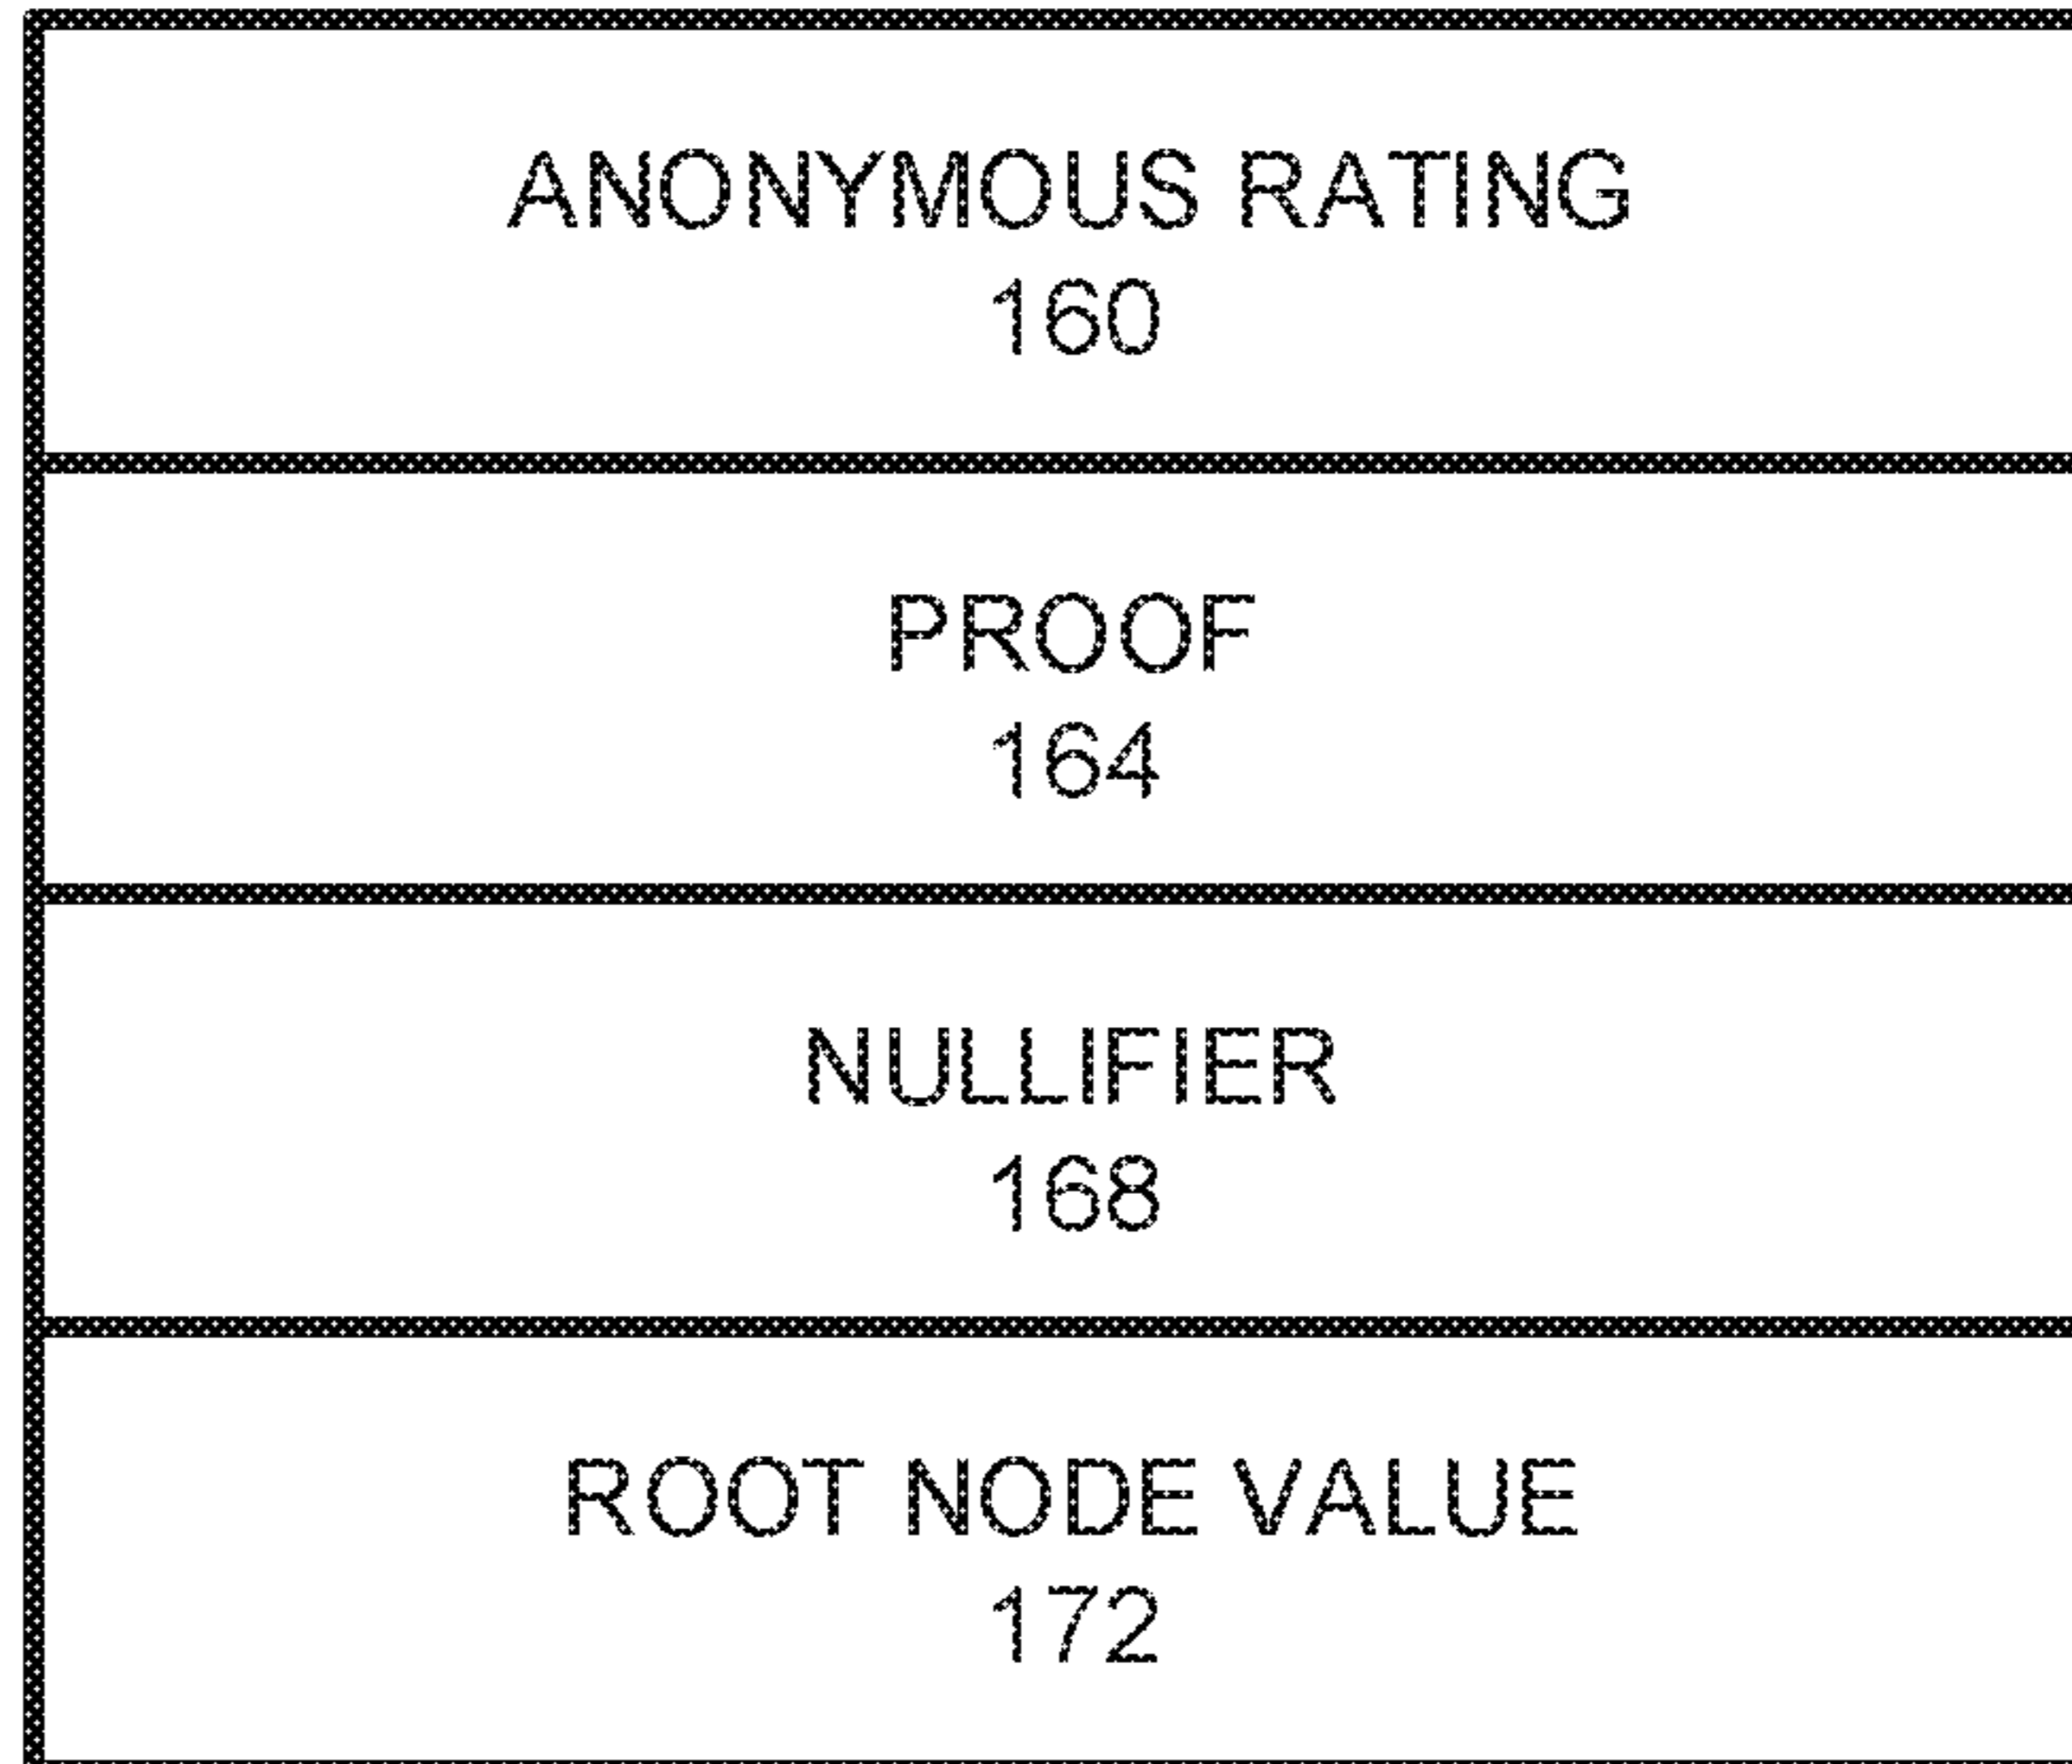 ANONYMOUS RATING
160
PROOF
164
NULLIFIER
168
ROOT NODE VALUE
172